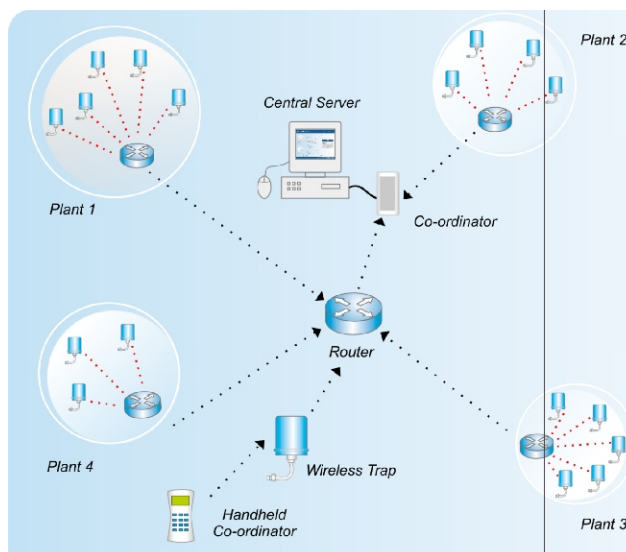 Plant 2
Central Server
Plant 1
Co-ordinator
Router
Plant 4
Wireless Trap
Handheld
Co-ordinator
Plant 3